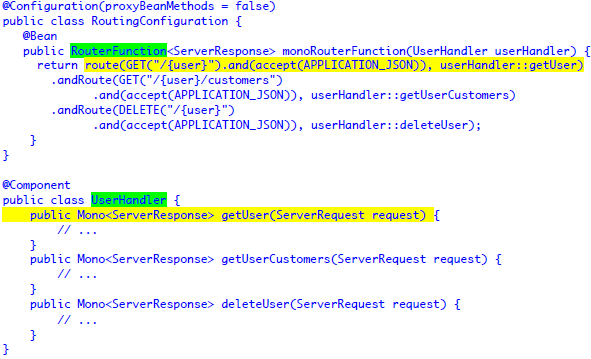 @Configuration(proxyBeanMethods = false)
public class RoutingConfiguration {
@Bean
public RouterFunction<ServerResponse> monoRouterFunction(UserHandler userHandler) {
return route(GET("/{user}").and(accept(APPLICATION_JSON)), userHandler::getUser)
.andRoute(GET("/{user}/customers")
.and(accept(APPLICATION_JSON)), userHandler::getUserCustomers)
.andRoute(DELETE("/{user}")
.and(accept(APPLICATION_JSON)), userHandler::deleteUser);
}
}
@Component
public class UserHandler {
public Mono<ServerResponse> getUser(ServerRequest request) {
// ...
}
public Mono<ServerResponse> getUserCustomers(ServerRequest request) {
// ...
}
public Mono<ServerResponse> deleteUser(ServerRequest request) {
// ...
}
}